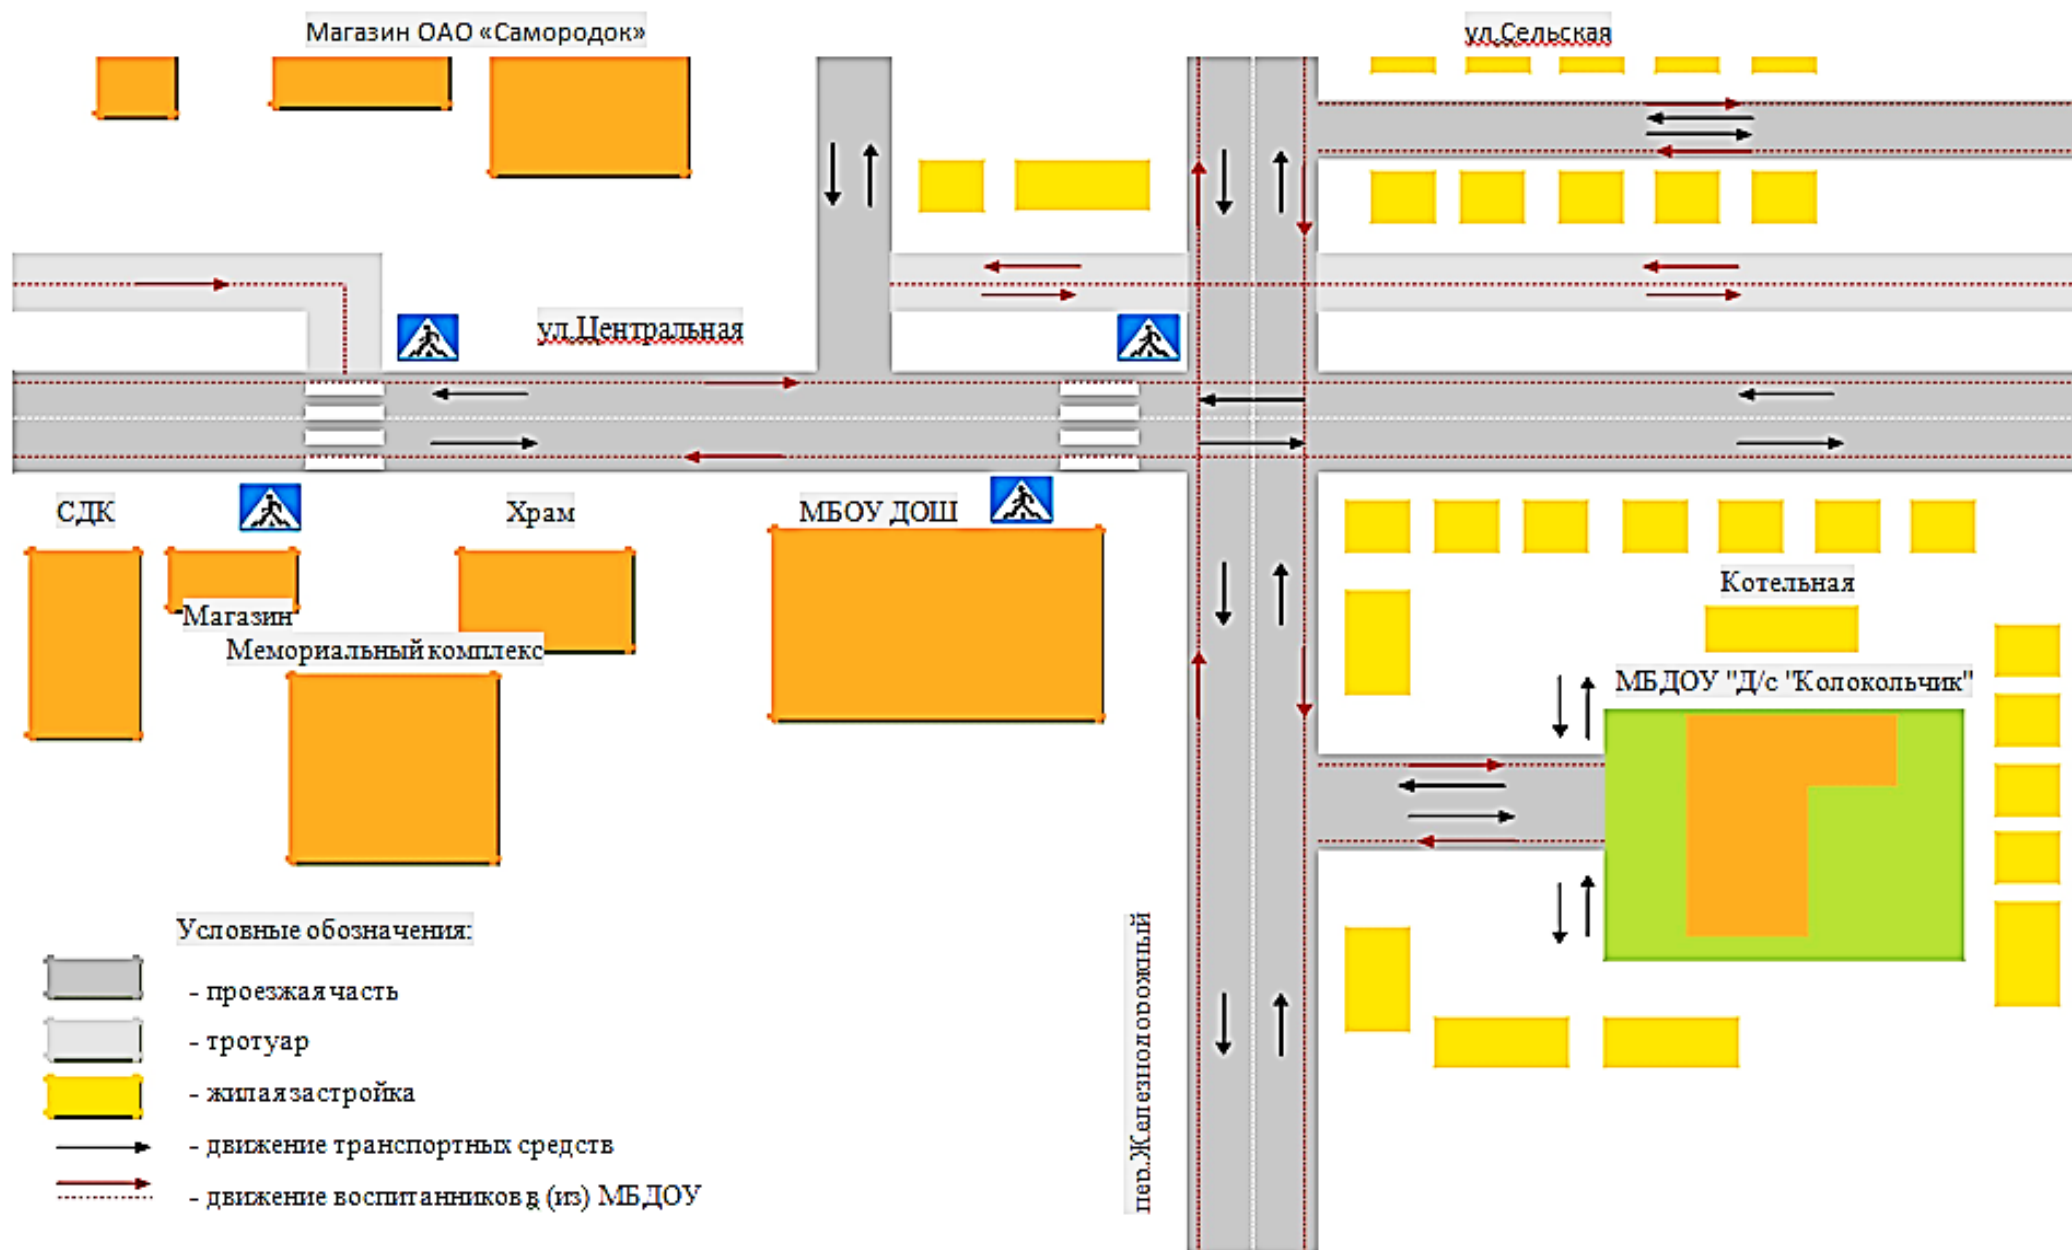 Магазин ОАО «Самородок»
ул.Сельская
ул.Центральная
СДК
Храм
МБОУ ДОШ
Магазин
Мемориальный комплекс
Котельная
МБДОУ "Д/с "Колокольчик"
пер.Железнодорожный
Условные обозначения:
- проезжая часть
- тротуар
- жилая застройка
- движение транспортных средств
- движение воспитанников в (из) МБДОУ